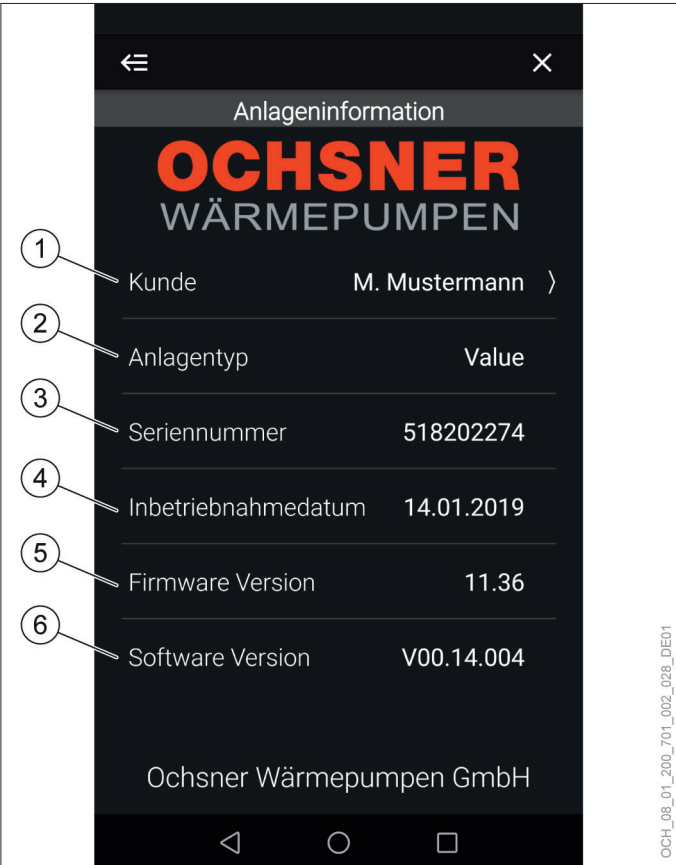 Anlageninformation
OCHSNER
WÄRMEPUMPEN
1
Kunde M. Mustermann
2
Anlagentyp Value
3
Seriennummer 518202274
4
Inbetriebnahmedatum 14.01.2019
5
Firmware Version 11.36
6
Software Version V00.14.004
Ochsner Wärmepumpen GmbH
OCH_08_01_200_701_002_028_DE01